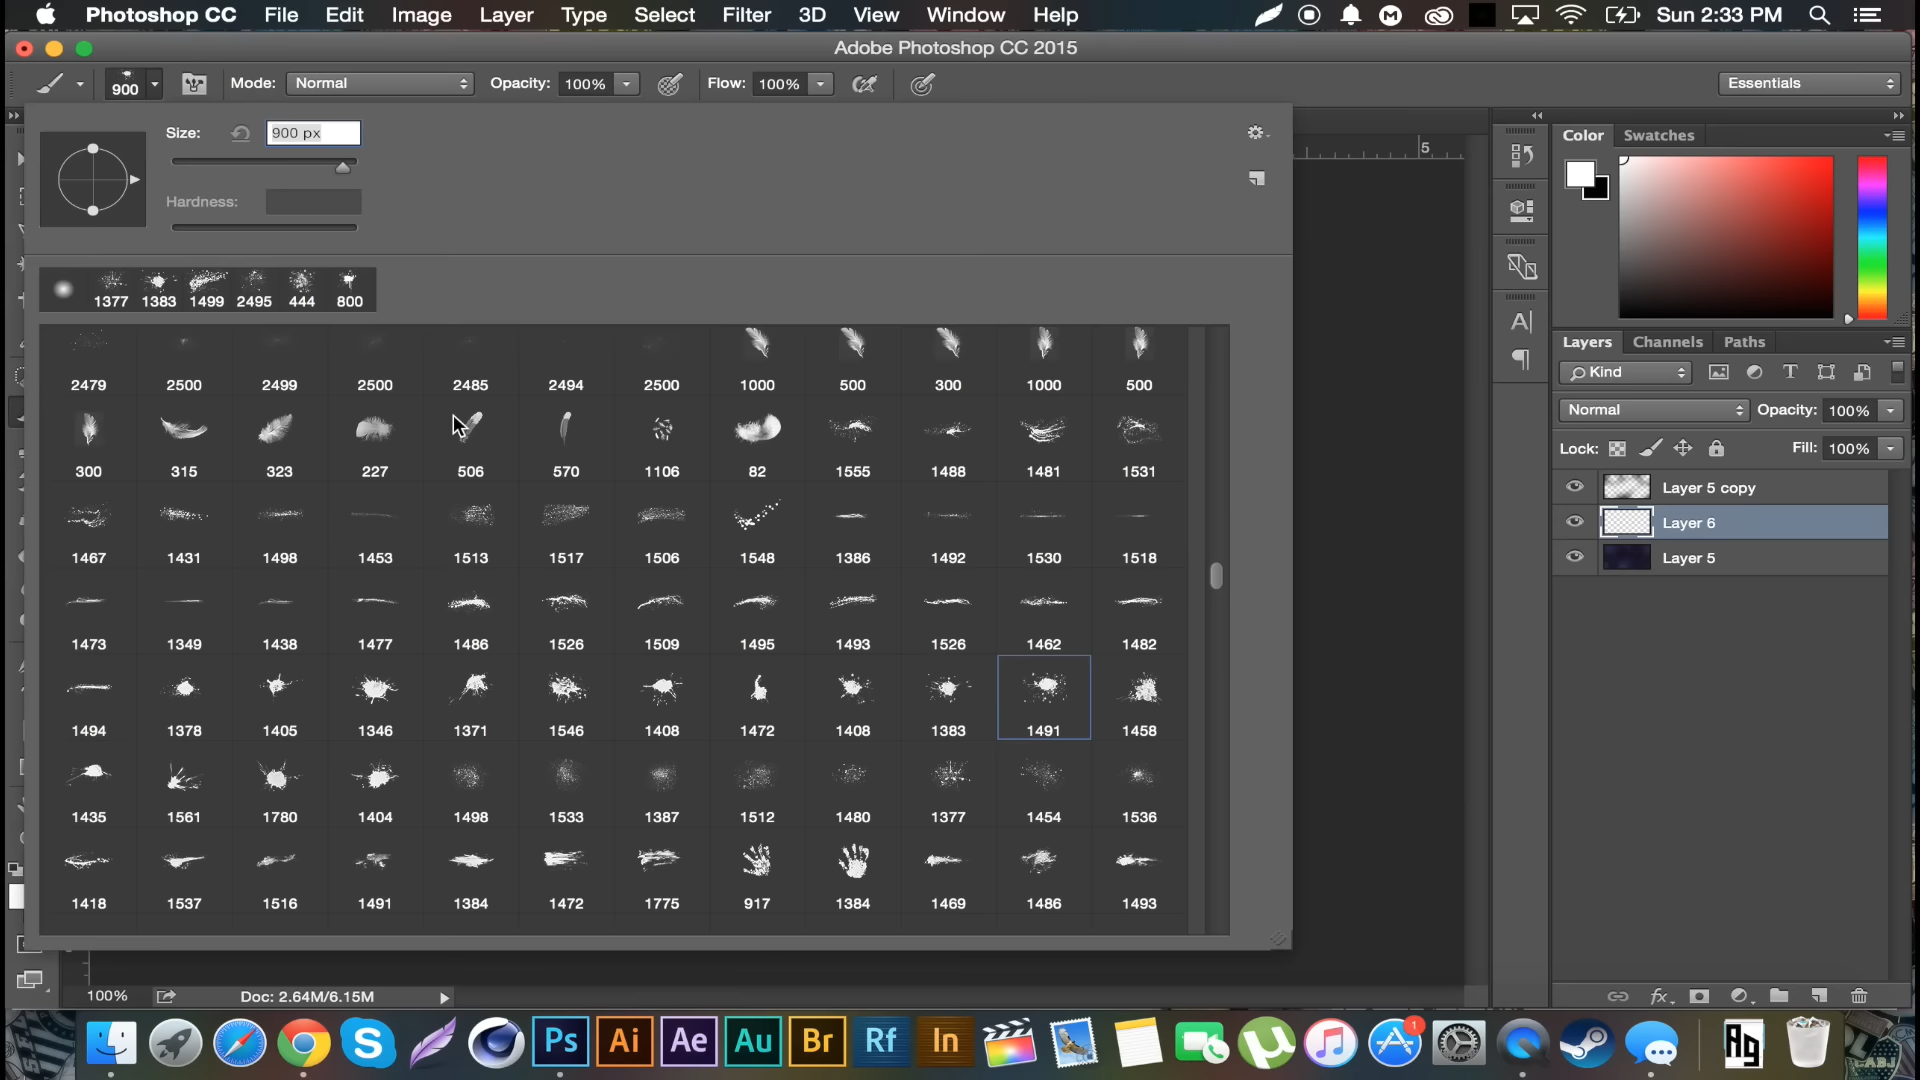 Photoshop CC File Edit Image Layer Type Select Filter 3D View Window Help Sun 2:33 PM
Adobe Photoshop CC 2015
900 Mode: Normal Opacity: 100% Flow: 100% Essentials
Size: 900 px
Hardness:
5
Color Swatches
1377 1383 1499 2495 444 800
2479 2500 2499 2500 2485 2494 2500 1000 500 300 1000 500
300 315 323 227 506 570 1106 82 1555 1488 1481 1531
1467 1431 1498 1453 1513 1517 1506 1548 1386 1492 1530 1518
1473 1349 1438 1477 1486 1526 1509 1495 1493 1526 1462 1482
1494 1378 1405 1346 1371 1546 1408 1472 1408 1383 1491 1458
1435 1561 1780 1404 1498 1533 1387 1512 1480 1377 1454 1536
1418 1537 1516 1491 1384 1472 1775 917 1384 1469 1486 1493
Layers Channels Paths
Kind
Normal Opacity: 100%
Lock: Fill: 100%
Layer 5 copy
Layer 6
Layer 5
fx
100% Doc: 2.64M/6.15M
Ps Ai Ae Au Br Rf In 1 Ag